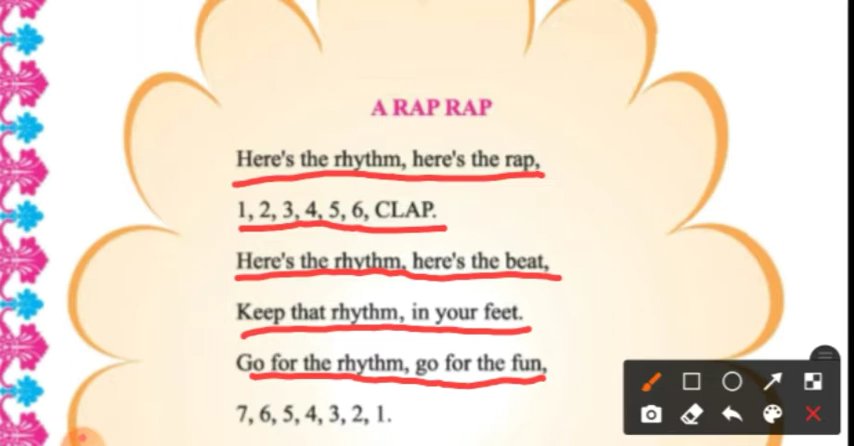 A RAP RAP
Here's the rhythm, here's the rap,
1, 2, 3, 4, 5, 6, CLAP.
Here's the rhythm, here's the beat,
Keep that rhythm, in your feet.
Go for the rhythm, go for the fun,
7, 6, 5, 4, 3, 2, 1.